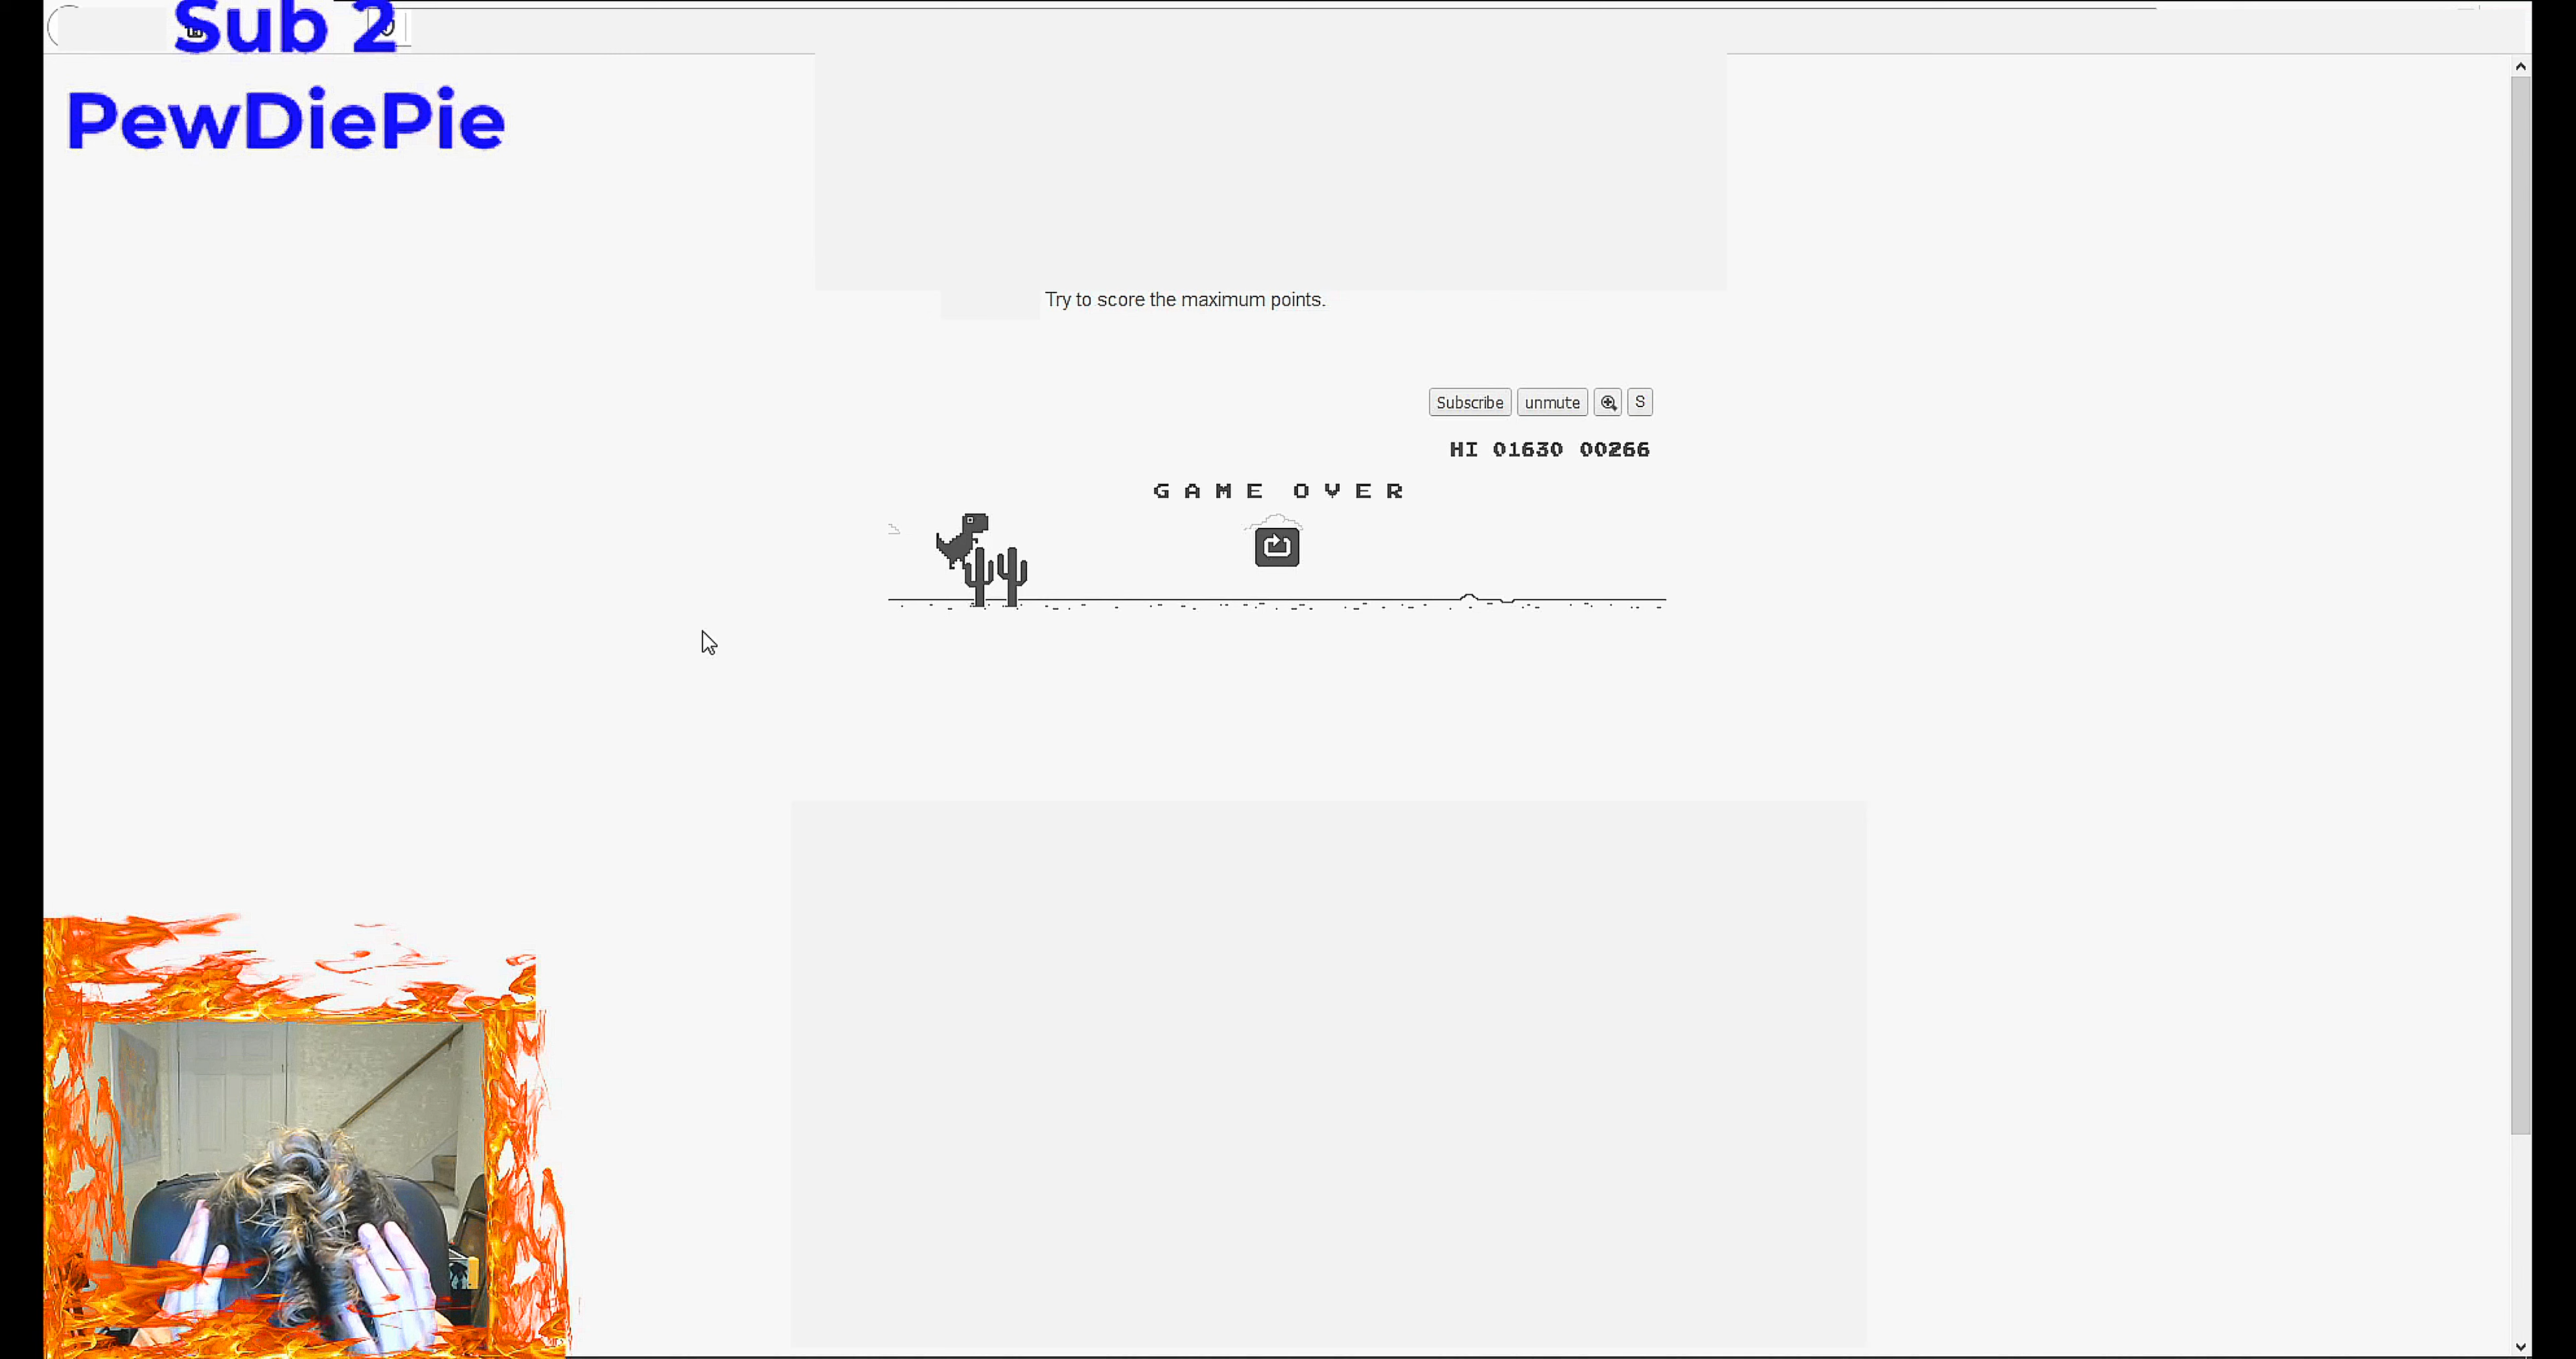 Sub 2
PewDiePie
Try to score the maximum points.
Subscribe unmute S
HI 01630 00266
GAME OVER